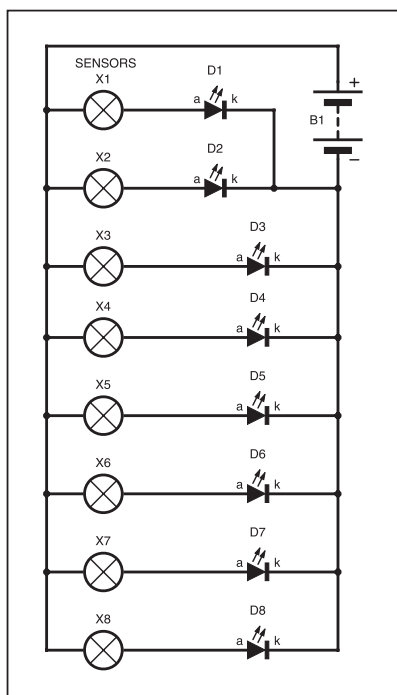 SENSORS
X1
D1
a k
+
B1
−
X2
D2
a k
X3
D3
a k
X4
D4
a k
X5
D5
a k
X6
D6
a k
X7
D7
a k
X8
D8
a k